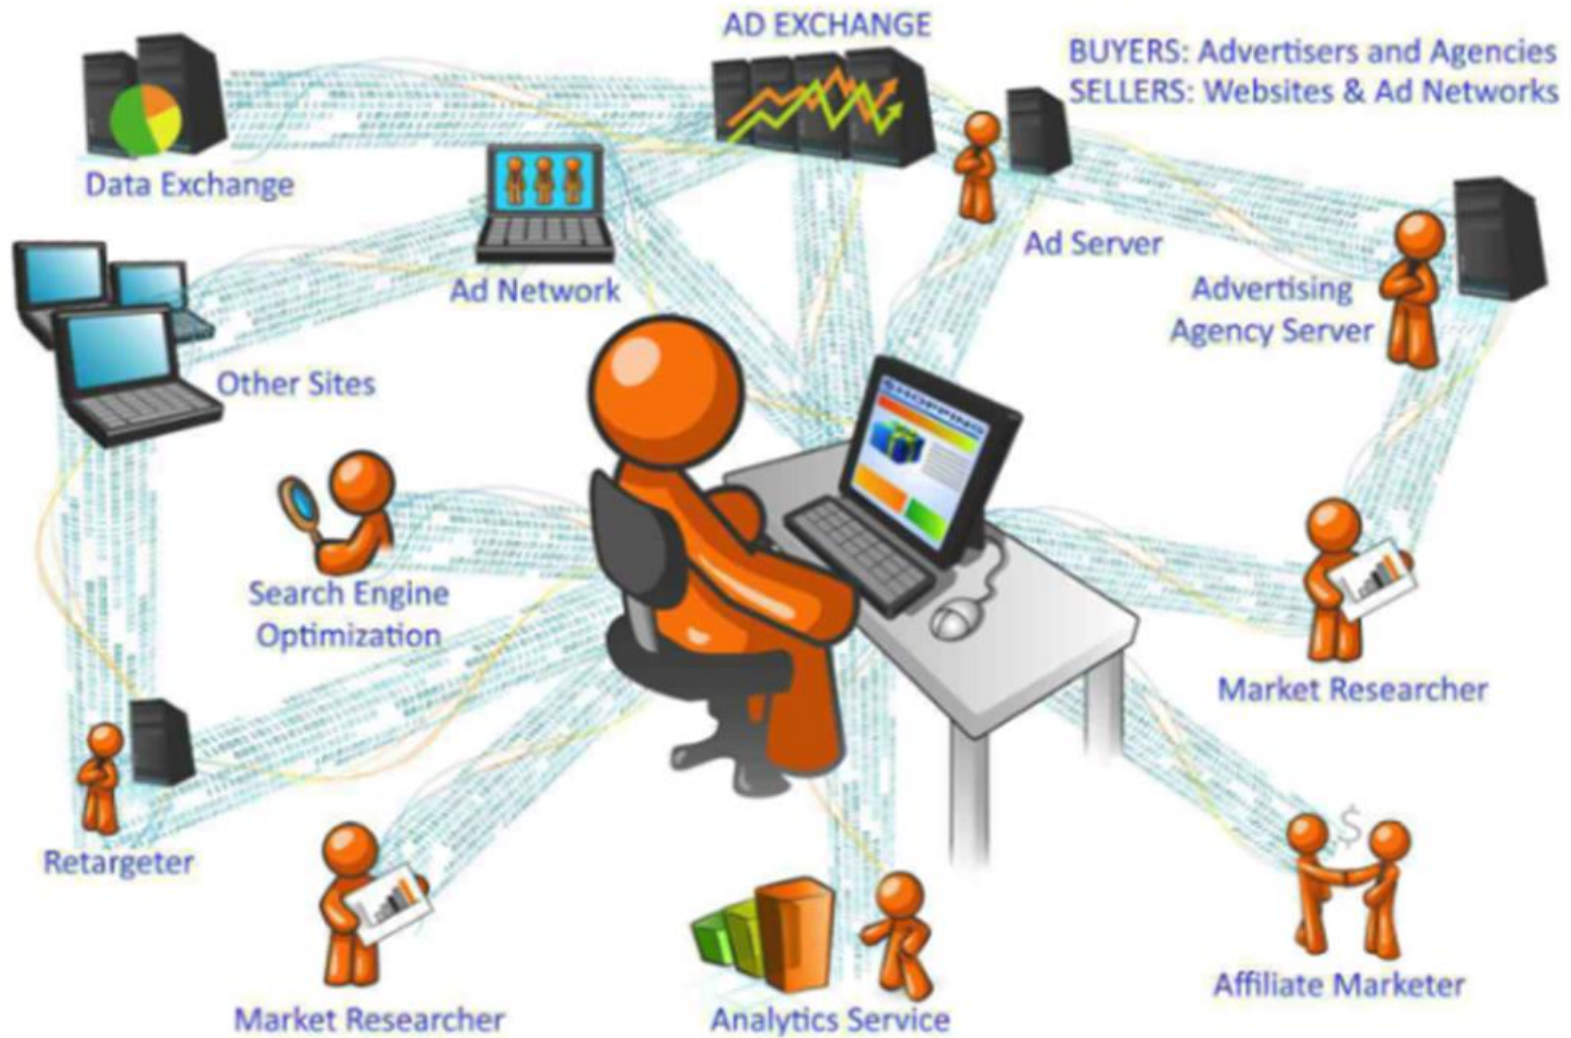 AD EXCHANGE
BUYERS: Advertisers and Agencies
SELLERS: Websites & Ad Networks
Data Exchange
Ad Network
Ad Server
Advertising
Agency Server
Other Sites
SHOPPING
Search Engine
Optimization
Market Researcher
Retargeter
$
Market Researcher
Analytics Service
Affiliate Marketer